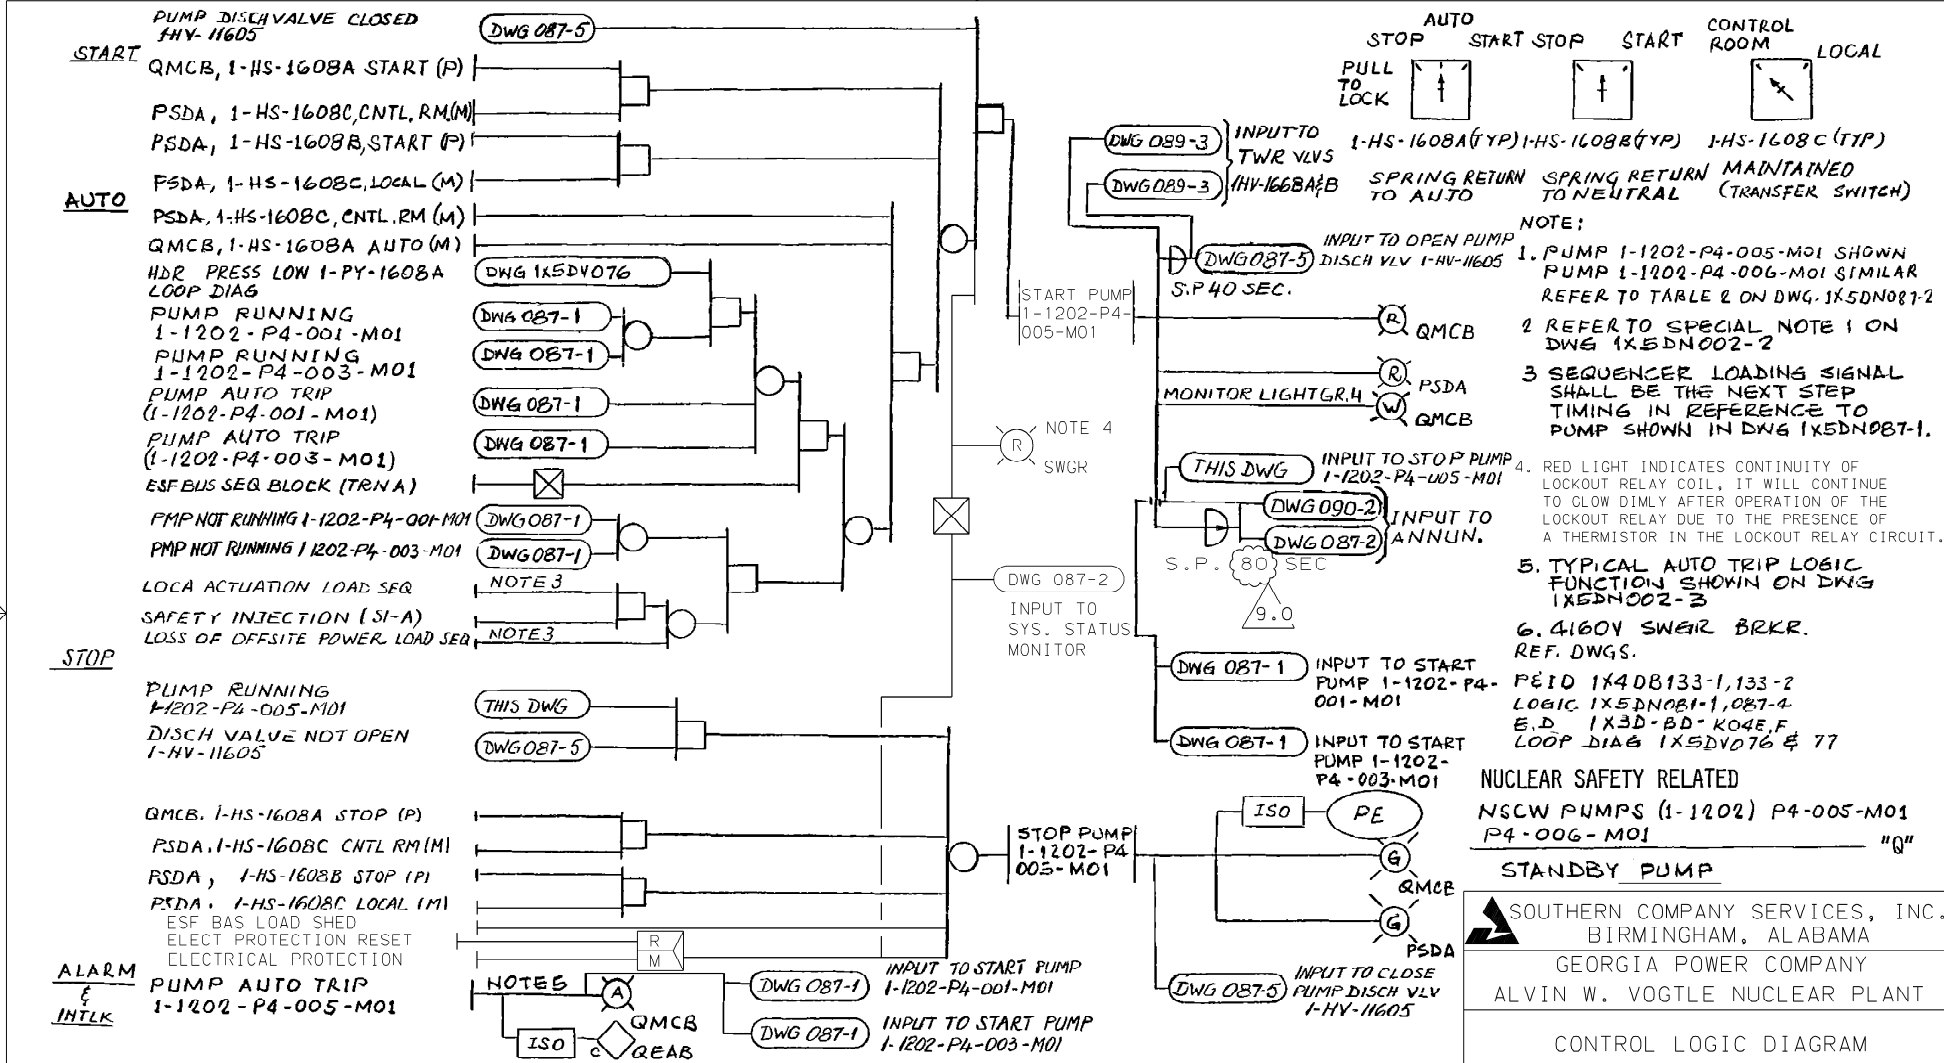 PUMP DISCH VALVE CLOSED
1HV-11605
DWG 087-5
START
QMCB, 1-HS-1608A START (P)
PSDA, 1-HS-1608C, CNTL. RM.(M)
PSDA, 1-HS-1608B, START (P)
PSDA, 1-HS-1608C, LOCAL (M)
AUTO
PSDA, 1-HS-1608C, CNTL. RM (M)
QMCB, 1-HS-1608A AUTO (M)
HDR PRESS LOW 1-PY-1608A
LOOP DIAG
DWG 1X5DV076
PUMP RUNNING
1-1202-P4-001-M01
DWG 087-1
PUMP RUNNING
1-1202-P4-003-M01
DWG 087-1
PUMP AUTO TRIP
(1-1202-P4-001-M01)
DWG 087-1
PUMP AUTO TRIP
(1-1202-P4-003-M01)
DWG 087-1
ESF BUS SEQ BLOCK (TRN A)
PMP NOT RUNNING 1-1202-P4-001-M01
DWG 087-1
PMP NOT RUNNING 1 1202-P4-003-M01
DWG 087-1
LOCA ACTUATION LOAD SEQ
NOTE 3
SAFETY INJECTION (SI-A)
LOSS OF OFFSITE POWER LOAD SEQ
NOTE 3
STOP
PUMP RUNNING
1-1202-P4-005-M01
THIS DWG
DISCH VALVE NOT OPEN
1-HV-11605
DWG 087-5
QMCB. 1-HS-1608A STOP (P)
PSDA. 1-HS-1608C CNTL RM (M)
PSDA, 1-HS-1608B STOP (P)
PSDA. 1-HS-1608C LOCAL (M)
ESF BAS LOAD SHED
ELECT PROTECTION RESET
ELECTRICAL PROTECTION
R
M
ALARM
&
INTLK
PUMP AUTO TRIP
1-1202-P4-005-M01
NOTE 5
A
QMCB
ISO
C
QEAB
DWG 087-1
INPUT TO START PUMP
1-1202-P4-001-M01
DWG 087-1
INPUT TO START PUMP
1-1202-P4-003-M01
START PUMP
1-1202-P4-
005-M01
R
NOTE 4
SWGR
DWG 087-2
INPUT TO
SYS. STATUS
MONITOR
STOP PUMP
1-1202-P4
005-M01
DWG 089-3
DWG 089-3
INPUT TO
TWR VLVS
1HV-1668A&B
DWG 087-5
INPUT TO OPEN PUMP
DISCH VLV 1-HV-11605
S.P 40 SEC.
R
QMCB
R
PSDA
MONITOR LIGHT GR.4
W
QMCB
THIS DWG
INPUT TO STOP PUMP
1-1202-P4-005-M01
DWG 090-2
DWG 087-2
INPUT TO
ANNUN.
S.P. 80 SEC
9.0
DWG 087-1
INPUT TO START
PUMP 1-1202-P4-
001-M01
DWG 087-1
INPUT TO START
PUMP 1-1202-
P4-003-M01
ISO
PE
G
QMCB
G
PSDA
DWG 087-5
INPUT TO CLOSE
PUMP DISCH VLV
1-HV-11605
AUTO
STOP START
PULL
TO
LOCK
1-HS-1608A(TYP)
SPRING RETURN
TO AUTO
STOP START
1-HS-1608B(TYP)
SPRING RETURN
TO NEUTRAL
CONTROL
ROOM
LOCAL
1-HS-1608C (TYP)
MAINTAINED
(TRANSFER SWITCH)
NOTE:
1. PUMP 1-1202-P4-005-M01 SHOWN
PUMP 1-1202-P4-006-M01 SIMILAR
REFER TO TABLE 2 ON DWG. 1X5DN087-2
2 REFER TO SPECIAL NOTE 1 ON
DWG 1X5DN002-2
3 SEQUENCER LOADING SIGNAL
SHALL BE THE NEXT STEP
TIMING IN REFERENCE TO
PUMP SHOWN IN DWG 1X5DN087-1.
4. RED LIGHT INDICATES CONTINUITY OF
LOCKOUT RELAY COIL, IT WILL CONTINUE
TO GLOW DIMLY AFTER OPERATION OF THE
LOCKOUT RELAY DUE TO THE PRESENCE OF
A THERMISTOR IN THE LOCKOUT RELAY CIRCUIT.
5. TYPICAL AUTO TRIP LOGIC
FUNCTION SHOWN ON DWG
1X5DN002-3
6. 4160V SWGR BRKR.
REF. DWGS.
P&ID 1X4DB133-1,133-2
LOGIC 1X5DN087-1,087-4
E.D. 1X3D-BD-K04E,F
LOOP DIAG 1X5DV076 & 77
NUCLEAR SAFETY RELATED
NSCW PUMPS (1-1202) P4-005-M01
P4-006-M01
"Q"
STANDBY PUMP
SOUTHERN COMPANY SERVICES, INC.
BIRMINGHAM, ALABAMA
GEORGIA POWER COMPANY
ALVIN W. VOGTLE NUCLEAR PLANT
CONTROL LOGIC DIAGRAM